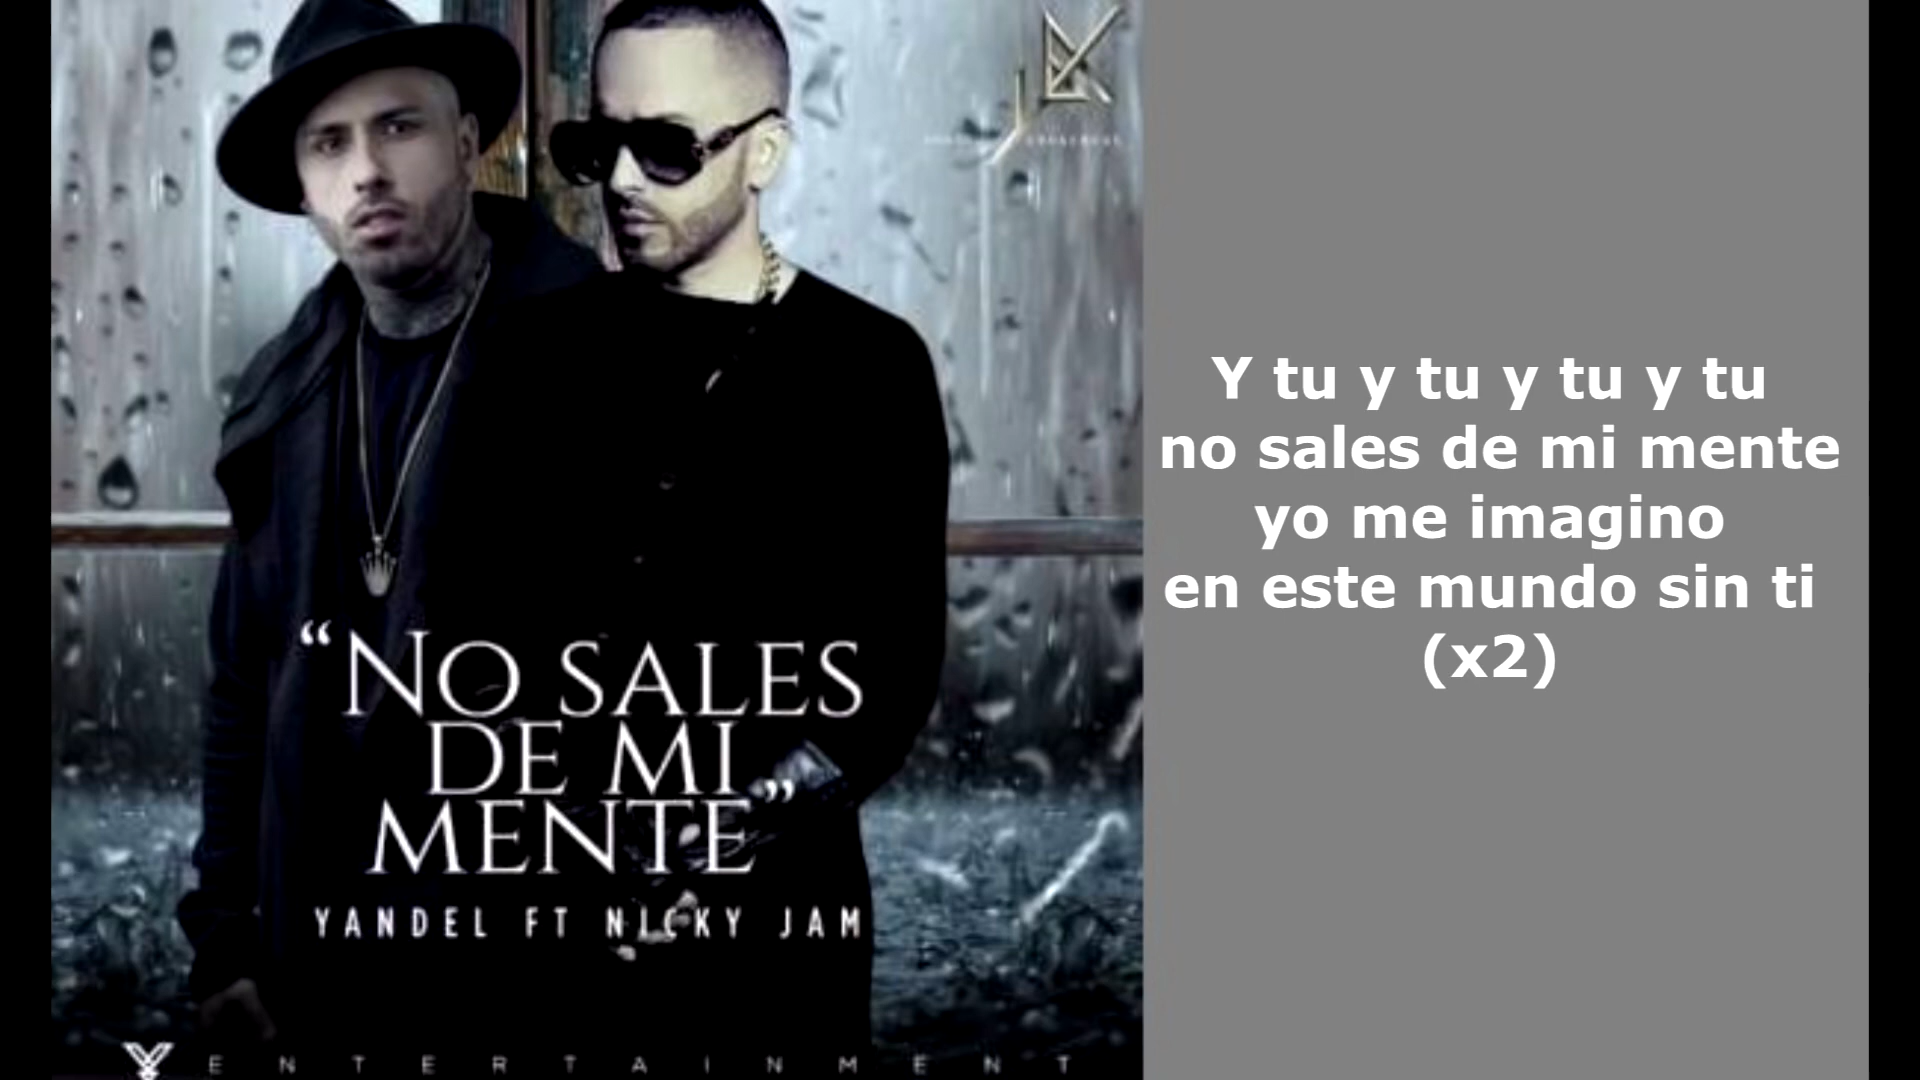 “NO SALES
DE MI
MENTE”
YANDEL FT NICKY JAM
ENTERTAINMENT
Y tu y tu y tu y tu
no sales de mi mente
yo me imagino
en este mundo sin ti
(x2)